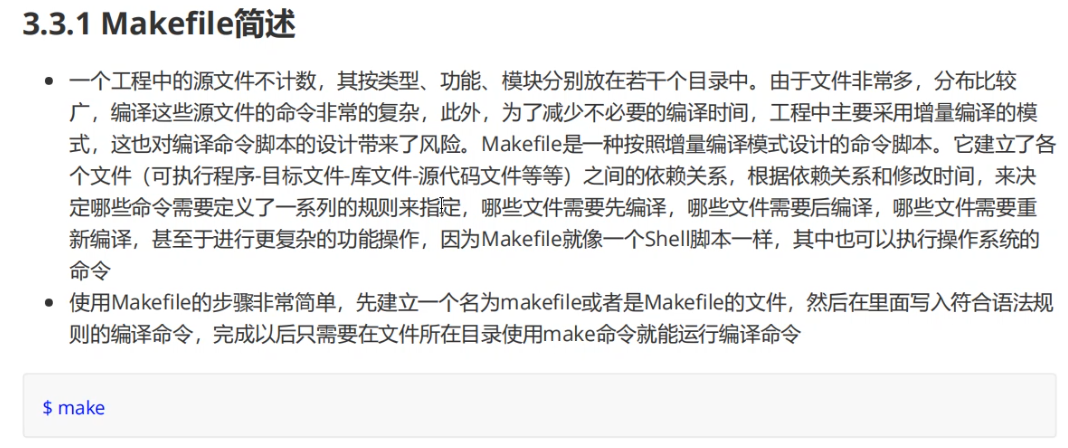 3.3.1 Makefile简述
一个工程中的源文件不计数，其按类型、功能、模块分别放在若干个目录中。由于文件非常多，分布比较
广，编译这些源文件的命令非常的复杂，此外，为了减少不必要的编译时间，工程中主要采用增量编译的模
式，这也对编译命令脚本的设计带来了风险。Makefile是一种按照增量编译模式设计的命令脚本。它建立了各
个文件（可执行程序-目标文件-库文件-源代码文件等等）之间的依赖关系，根据依赖关系和修改时间，来决
定哪些命令需要定义了一系列的规则来指定，哪些文件需要先编译，哪些文件需要后编译，哪些文件需要重
新编译，甚至于进行更复杂的功能操作，因为Makefile就像一个Shell脚本一样，其中也可以执行操作系统的
命令
使用Makefile的步骤非常简单，先建立一个名为makefile或者是Makefile的文件，然后在里面写入符合语法规
则的编译命令，完成以后只需要在文件所在目录使用make命令就能运行编译命令
$ make